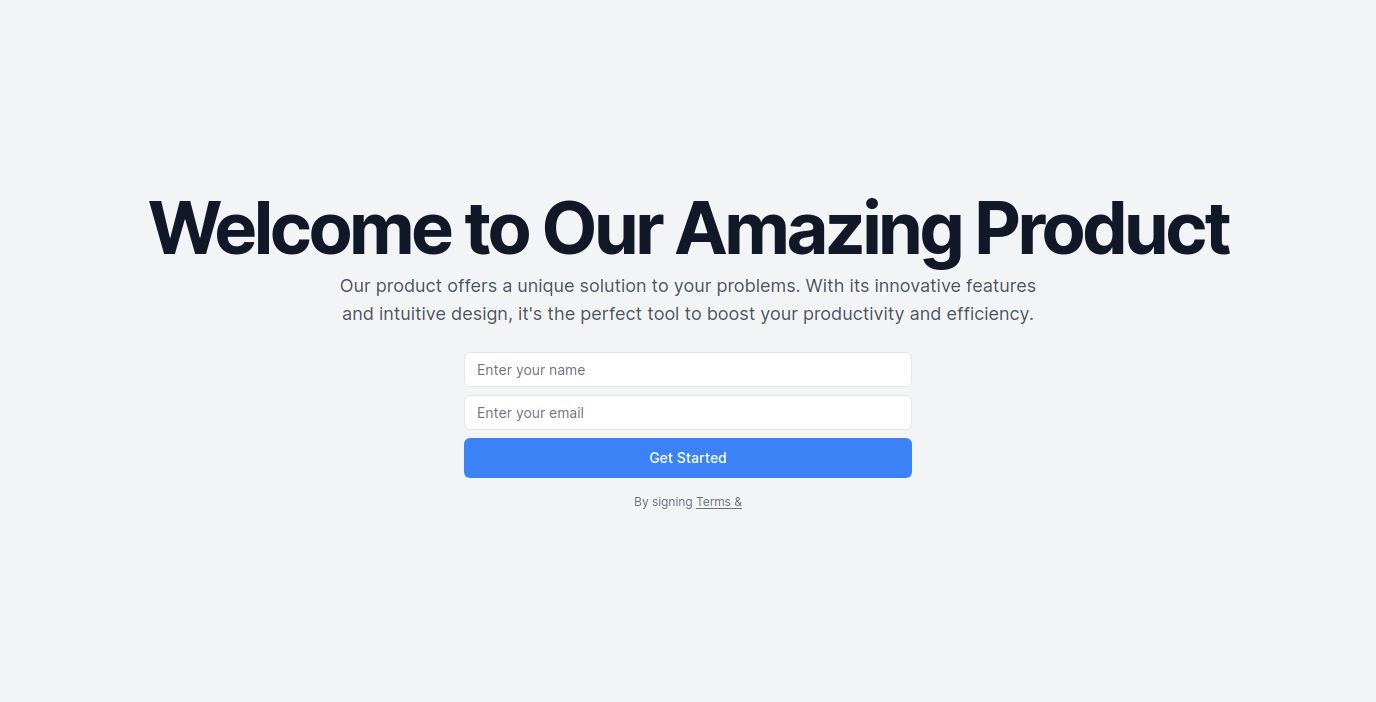 Welcome to Our Amazing Product
Our product offers a unique solution to your problems. With its innovative features
and intuitive design, it's the perfect tool to boost your productivity and efficiency.
Enter your name
Enter your email
Get Started
By signing Terms &